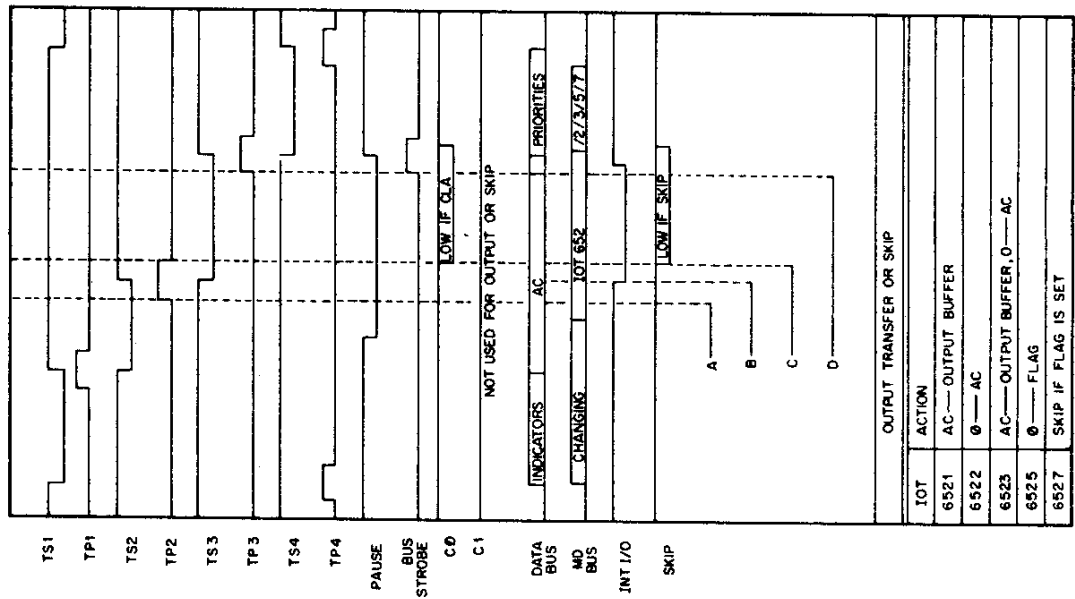 TS1
TP1
TS2
TP2
TS3
TP3
TS4
TP4
PAUSE
BUS
STROBE
C0
LOW IF CLA
C1
NOT USED FOR OUTPUT OR SKIP
DATA
BUS
INDICATORS
AC
PRIORITIES
MD
BUS
CHANGING
IOT 652
/2/3/5/7
INT I/O
SKIP
LOW IF SKIP
A
B
C
D
OUTPUT TRANSFER OR SKIP
IOT ACTION
6521 AC—OUTPUT BUFFER
6522 0—AC
6523 AC—OUTPUT BUFFER, 0—AC
6525 0—FLAG
6527 SKIP IF FLAG IS SET